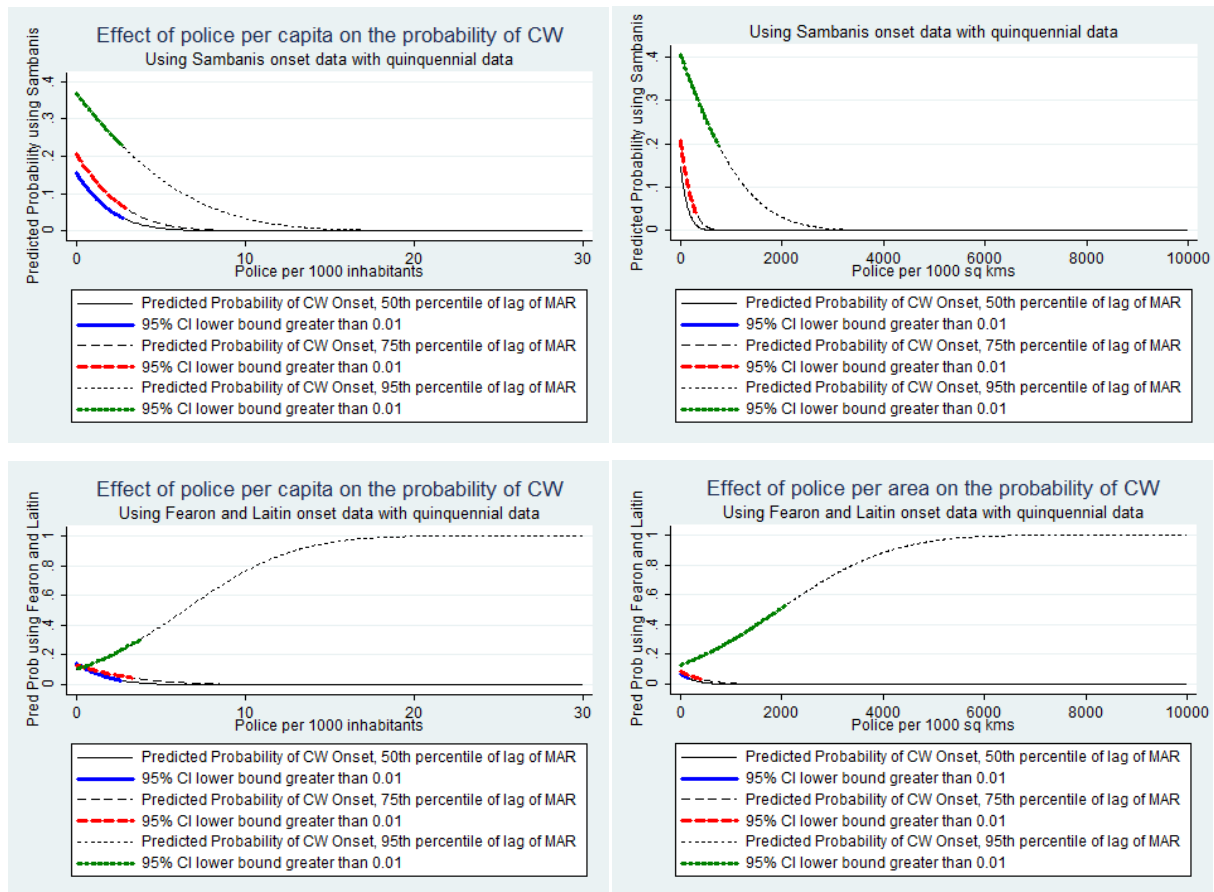 Effect of police per capita on the probability of CW
Using Sambanis onset data with quinquennial data
Predicted Probability using Sambanis
.4
.3
.2
.1
0
0 10 20 30
Police per 1000 inhabitants
Predicted Probability of CW Onset, 50th percentile of lag of MAR
95% CI lower bound greater than 0.01
Predicted Probability of CW Onset, 75th percentile of lag of MAR
95% CI lower bound greater than 0.01
Predicted Probability of CW Onset, 95th percentile of lag of MAR
95% CI lower bound greater than 0.01
Using Sambanis onset data with quinquennial data
Predicted Probability using Sambanis
.4
.3
.2
.1
0
0 2000 4000 6000 8000 10000
Police per 1000 sq kms
Predicted Probability of CW Onset, 50th percentile of lag of MAR
95% CI lower bound greater than 0.01
Predicted Probability of CW Onset, 75th percentile of lag of MAR
95% CI lower bound greater than 0.01
Predicted Probability of CW Onset, 95th percentile of lag of MAR
95% CI lower bound greater than 0.01
Effect of police per capita on the probability of CW
Using Fearon and Laitin onset data with quinquennial data
Pred Prob using Fearon and Laitin
1
.8
.6
.4
.2
0
0 10 20 30
Police per 1000 inhabitants
Predicted Probability of CW Onset, 50th percentile of lag of MAR
95% CI lower bound greater than 0.01
Predicted Probability of CW Onset, 75th percentile of lag of MAR
95% CI lower bound greater than 0.01
Predicted Probability of CW Onset, 95th percentile of lag of MAR
95% CI lower bound greater than 0.01
Effect of police per area on the probability of CW
Using Fearon and Laitin onset data with quinquennial data
Pred Prob using Fearon and Laitin
1
.8
.6
.4
.2
0
0 2000 4000 6000 8000 10000
Police per 1000 sq kms
Predicted Probability of CW Onset, 50th percentile of lag of MAR
95% CI lower bound greater than 0.01
Predicted Probability of CW Onset, 75th percentile of lag of MAR
95% CI lower bound greater than 0.01
Predicted Probability of CW Onset, 95th percentile of lag of MAR
95% CI lower bound greater than 0.01